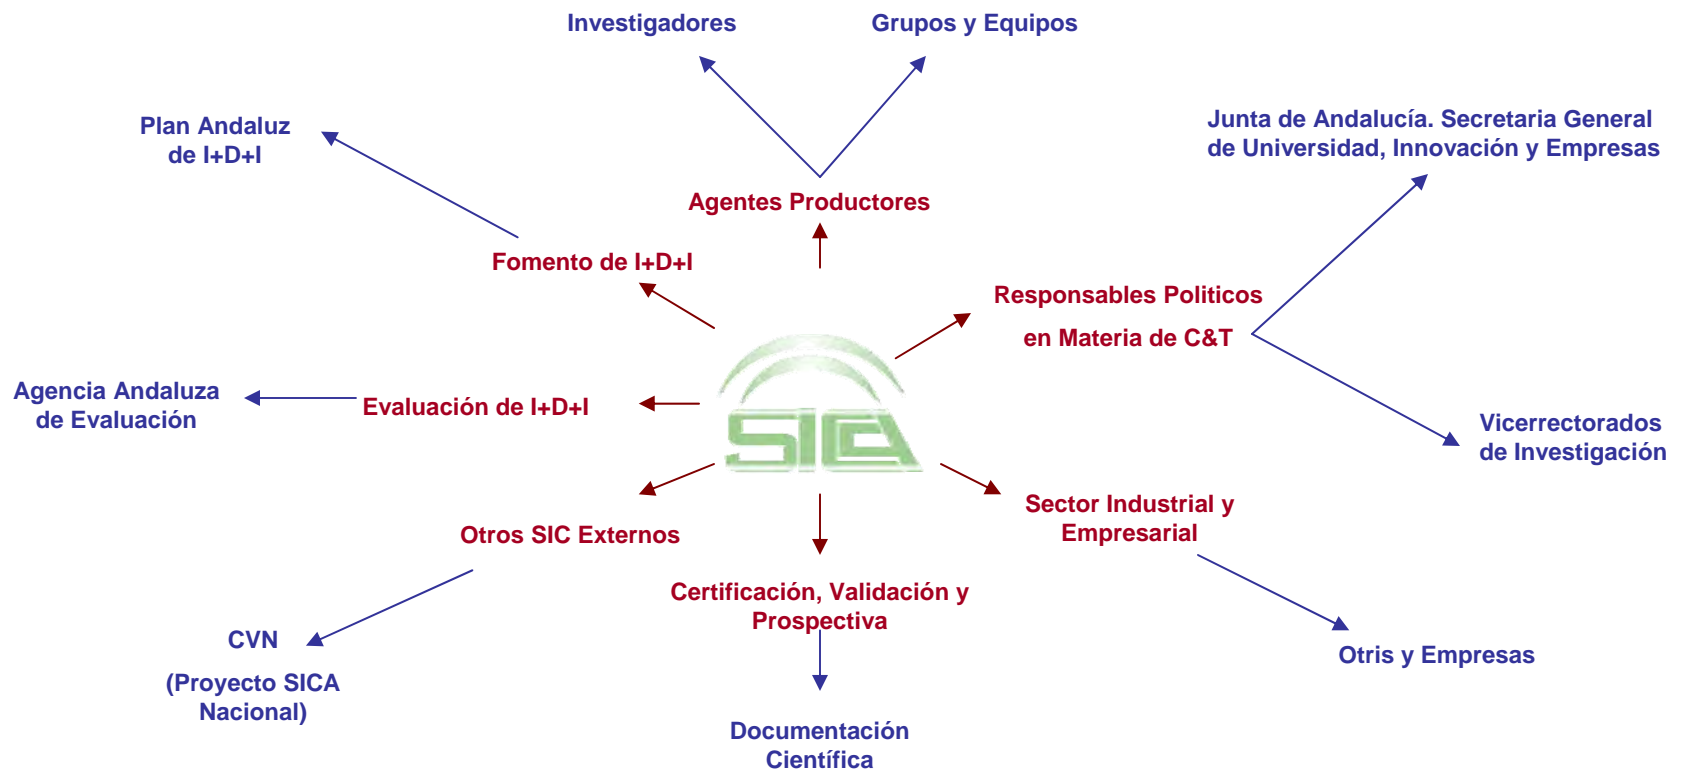 Investigadores
Grupos y Equipos
Plan Andaluz
de I+D+I
Junta de Andalucía. Secretaria General
de Universidad, Innovación y Empresas
Agentes Productores
Fomento de I+D+I
Responsables Politicos
en Materia de C&T
Agencia Andaluza
de Evaluación
Evaluación de I+D+I
SICA
Vicerrectorados
de Investigación
Sector Industrial y
Empresarial
Otros SIC Externos
Certificación, Validación y
Prospectiva
CVN
(Proyecto SICA
Nacional)
Otris y Empresas
Documentación
Científica